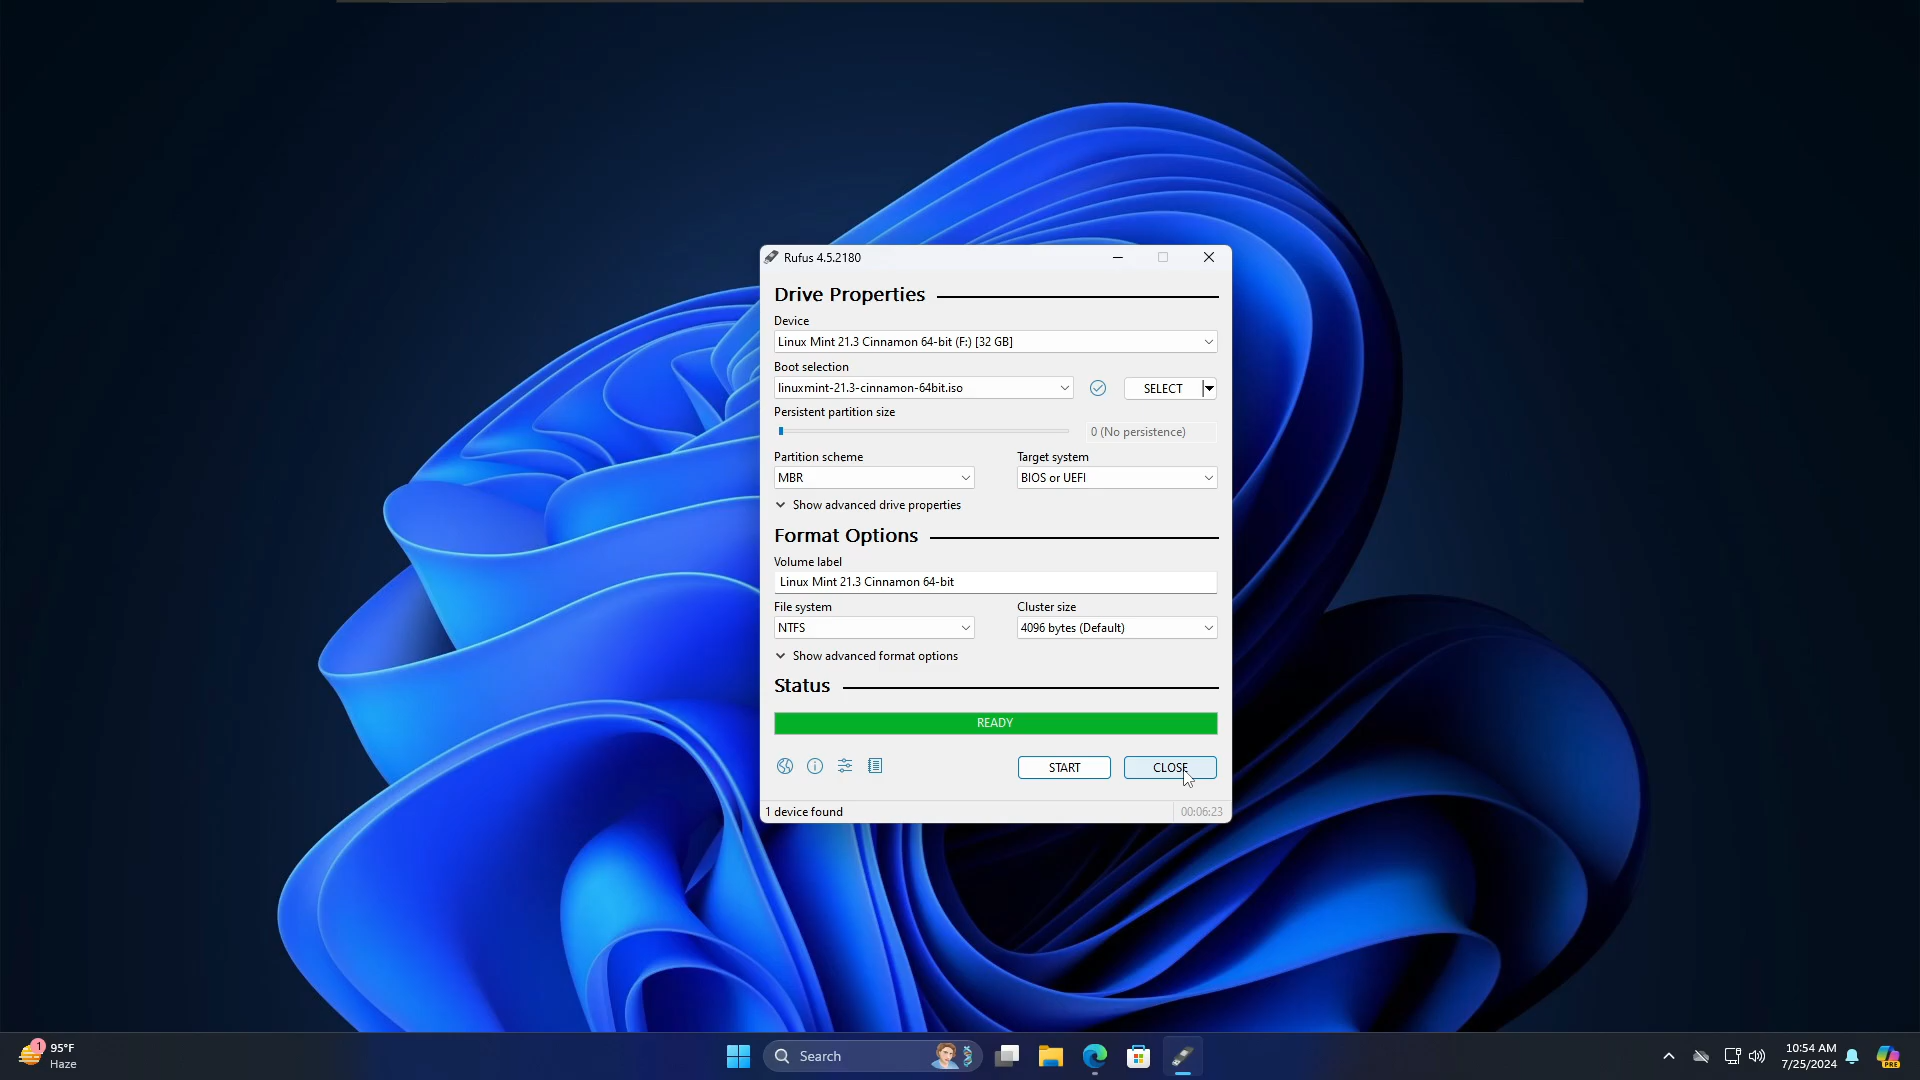 Rufus 4.5.2180
Drive Properties
Device
Linux Mint 21.3 Cinnamon 64-bit (F:) [32 GB]
Boot selection
linuxmint-21.3-cinnamon-64bit.iso
SELECT
Persistent partition size
0 (No persistence)
Partition scheme
Target system
MBR
BIOS or UEFI
Show advanced drive properties
Format Options
Volume label
Linux Mint 21.3 Cinnamon 64-bit
File system
Cluster size
NTFS
4096 bytes (Default)
Show advanced format options
Status
READY
START
CLOSE
1 device found
00:06:23
1
95°F
Haze
Search
10:54 AM
7/25/2024
PRE